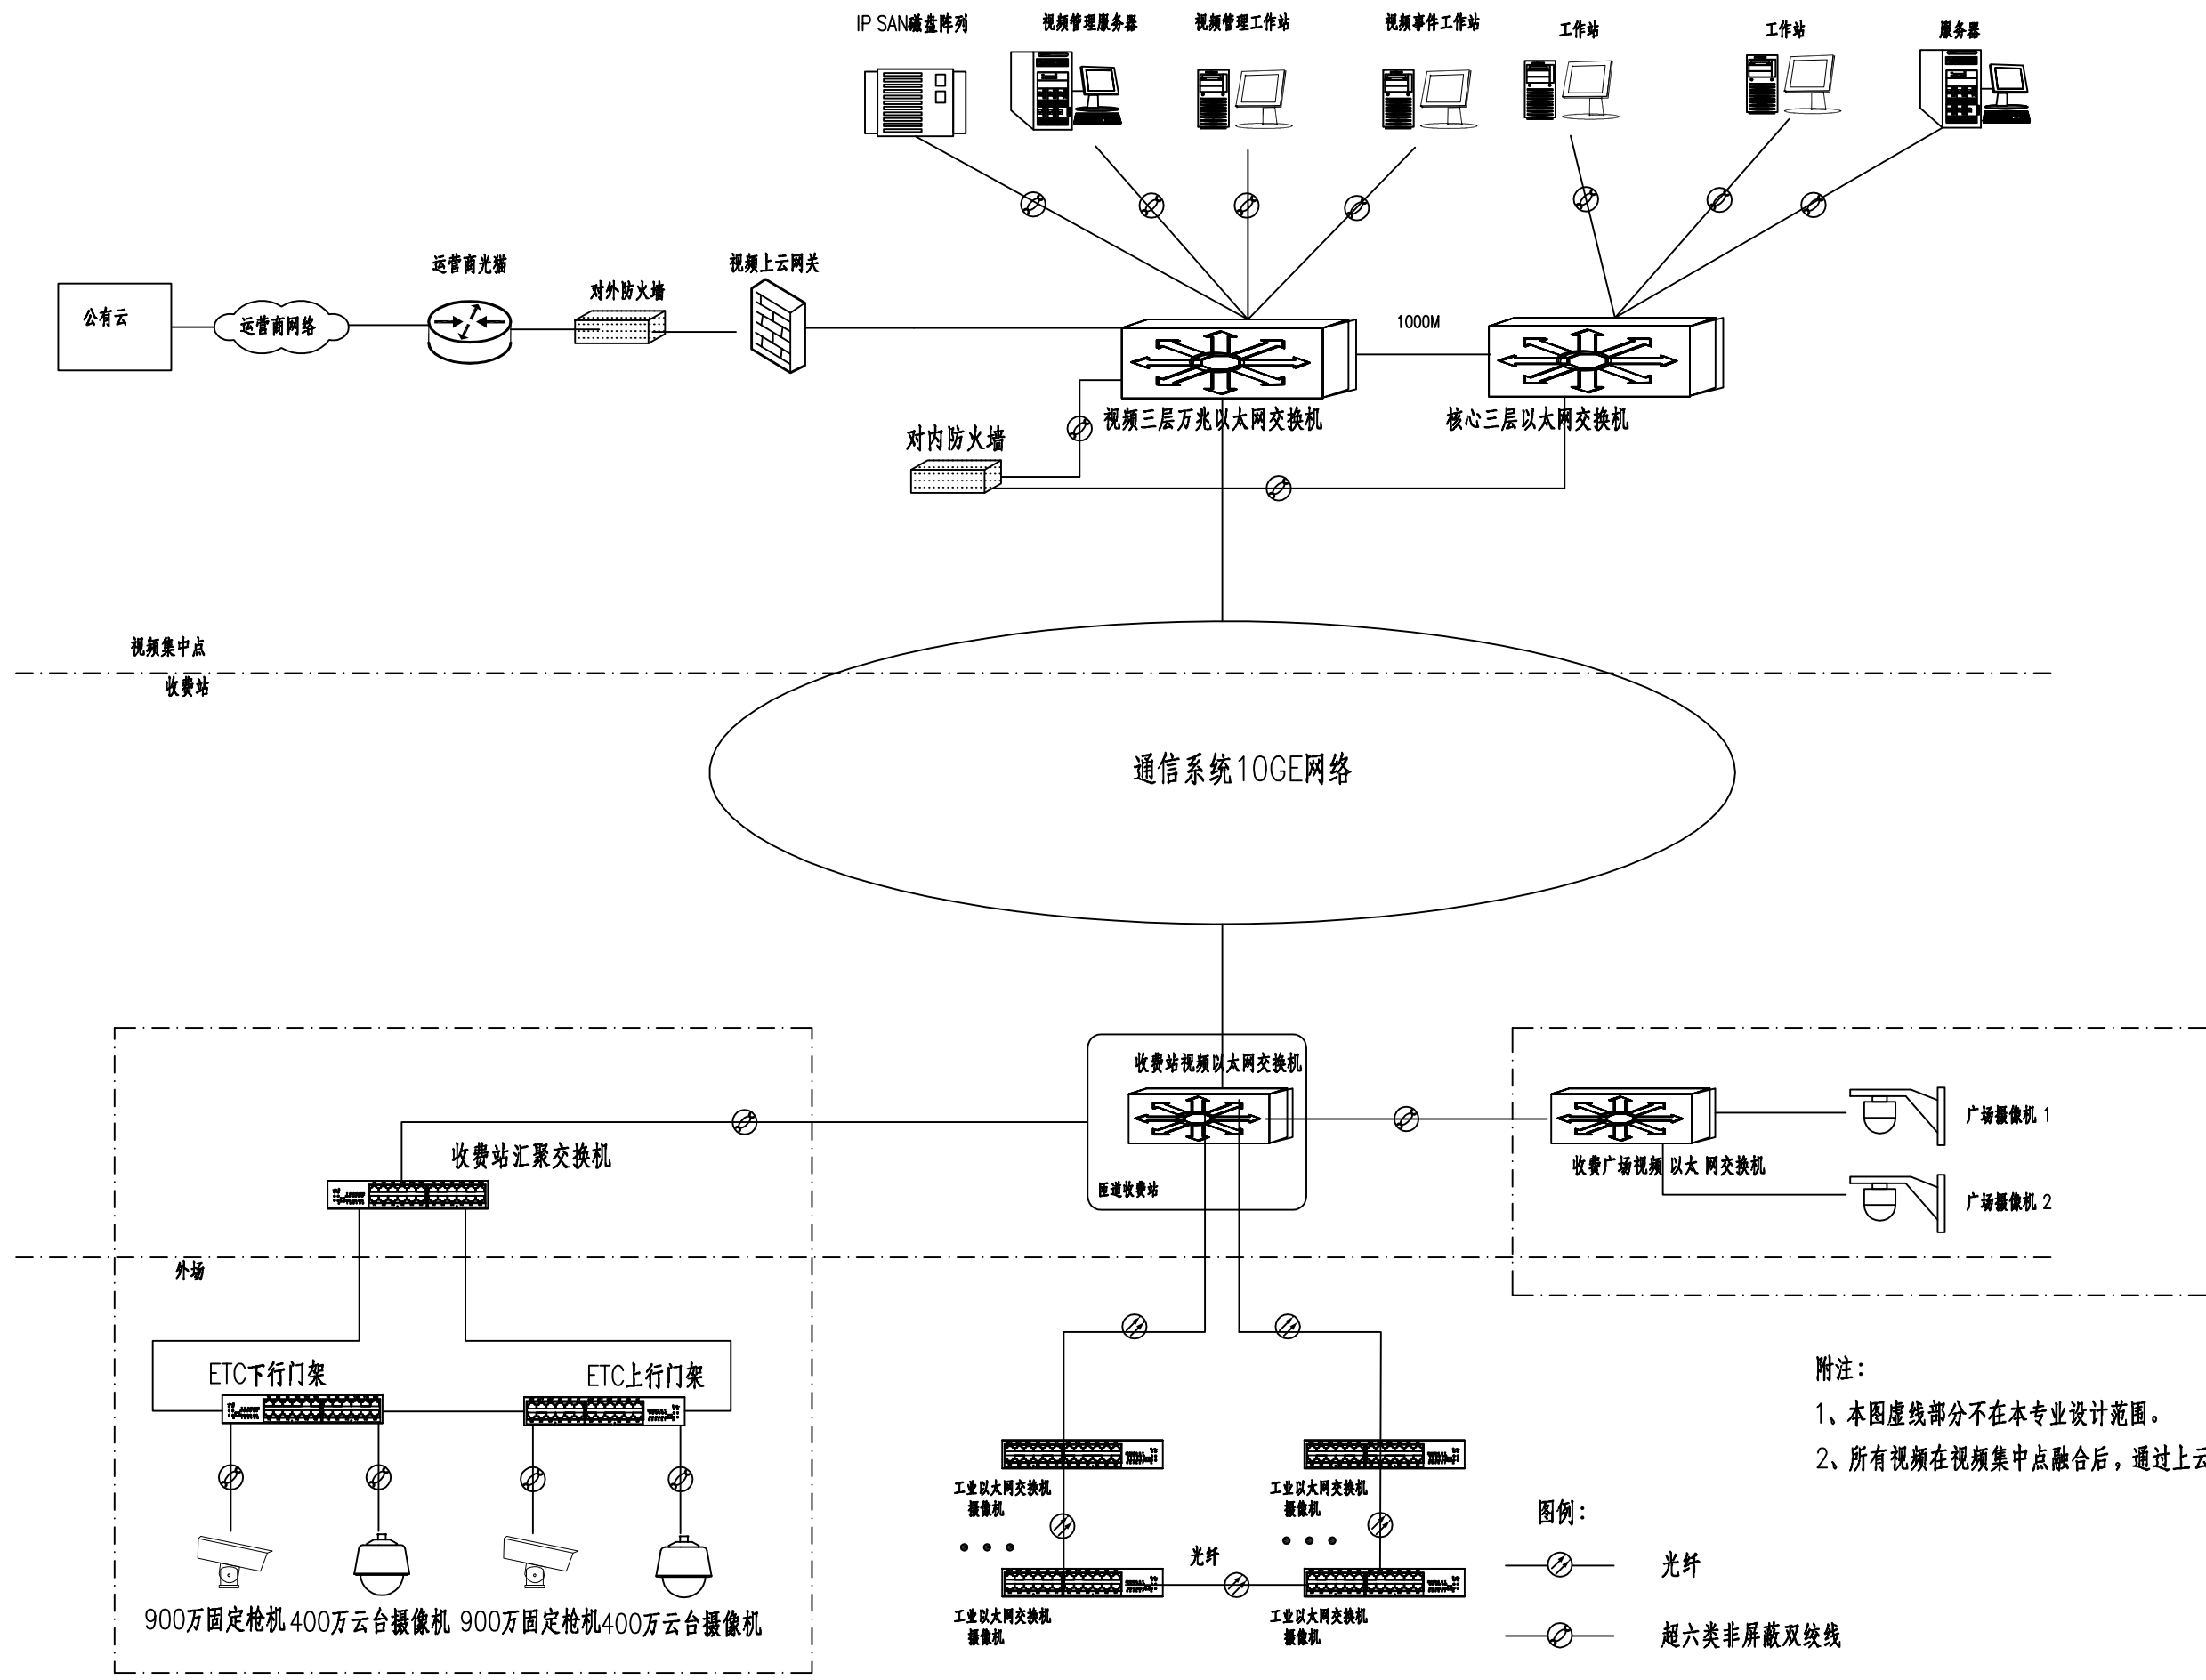 IP SAN磁盘阵列
视频管理服务器
视频管理工作站
视频事件工作站
工作站
工作站
服务器
公有云
运营商网络
运营商光猫
对外防火墙
视频上云网关
1000M
视频三层万兆以太网交换机
核心三层以太网交换机
对内防火墙
视频集中点
收费站
通信系统10GE网络
收费站视频以太网交换机
匝道收费站
收费站汇聚交换机
收费广场视频 以太 网交换机
广场摄像机 1
广场摄像机 2
外场
ETC下行门架
ETC上行门架
900万固定枪机
400万云台摄像机
900万固定枪机
400万云台摄像机
工业以太网交换机
摄像机
工业以太网交换机
摄像机
光纤
工业以太网交换机
摄像机
工业以太网交换机
摄像机
附注：
1、本图虚线部分不在本专业设计范围。
2、所有视频在视频集中点融合后，通过上云
图例：
光纤
超六类非屏蔽双绞线